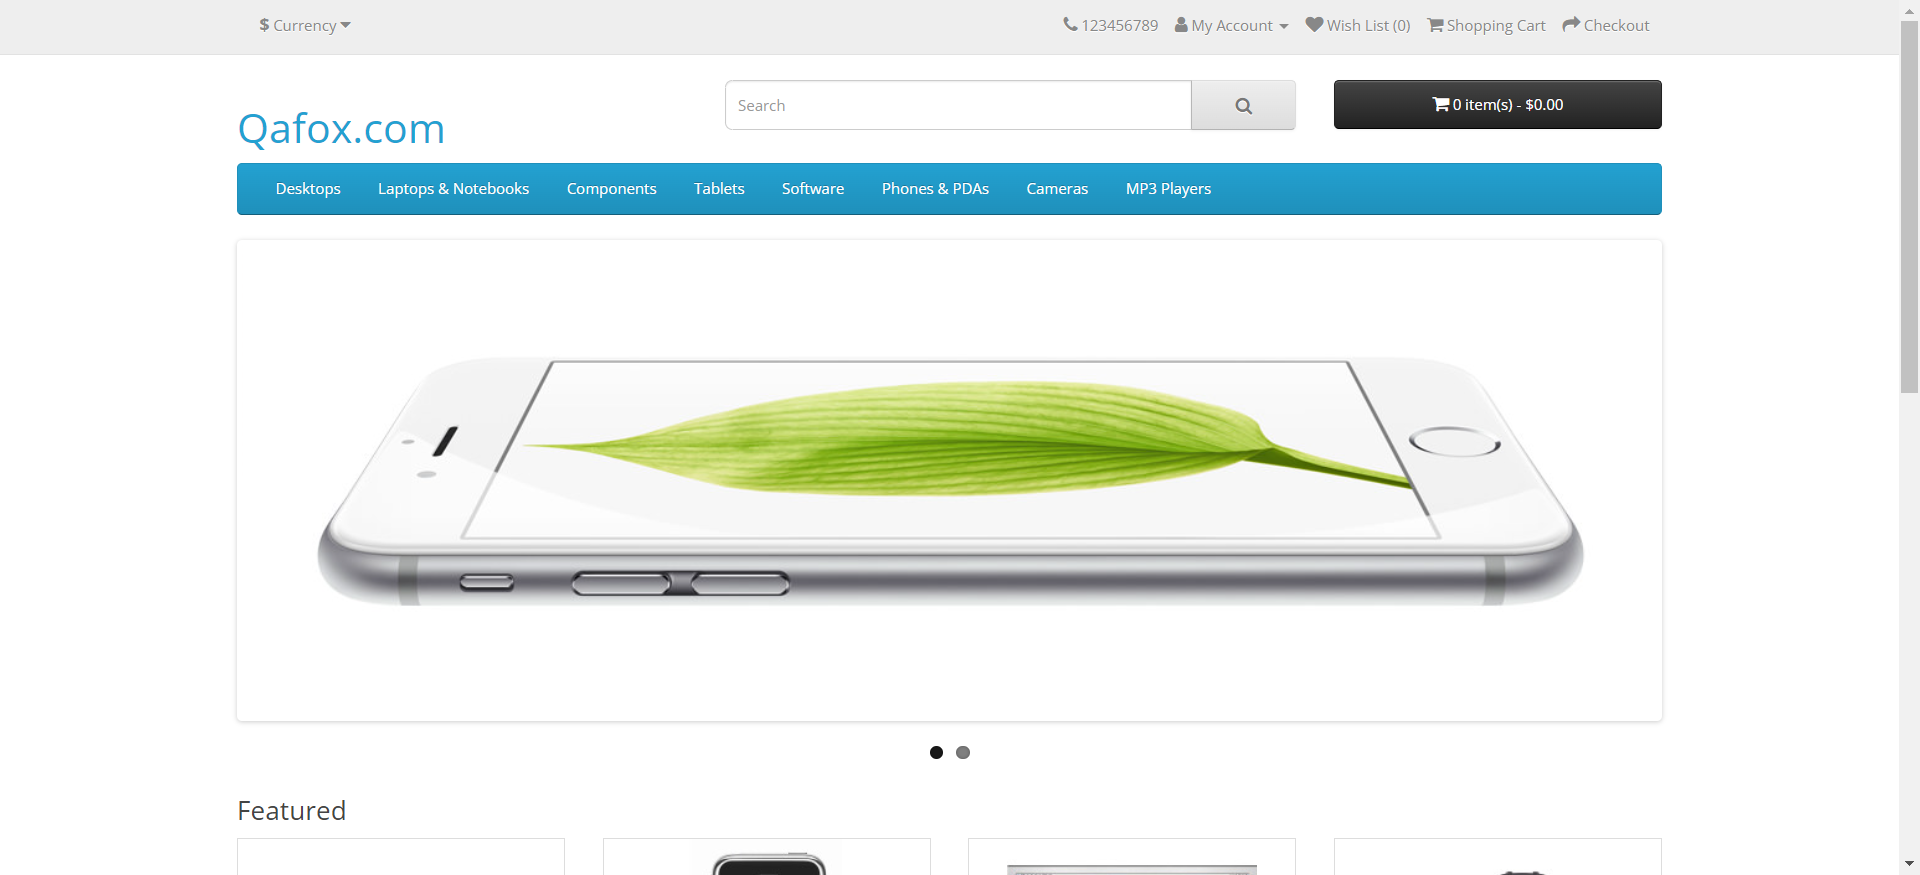 $ Currency
123456789 My Account Wish List (0) Shopping Cart Checkout
Qafox.com
Search
0 item(s) - $0.00
Desktops Laptops & Notebooks Components Tablets Software Phones & PDAs Cameras MP3 Players
Featured